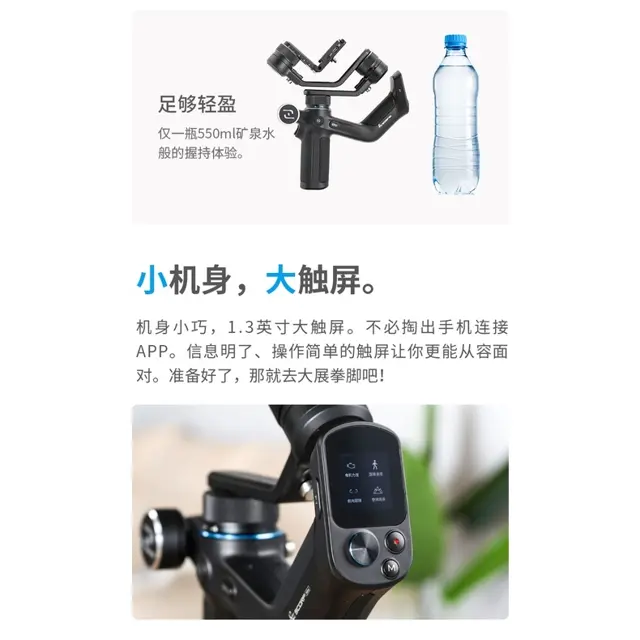 足够轻盈
仅一瓶550ml矿泉水
般的握持体验。
小机身，大触屏。
机身小巧，1.3英寸大触屏。不必掏出手机连接
APP。信息明了、操作简单的触屏让你更能从容面
对。准备好了，那就去大展拳脚吧！
M